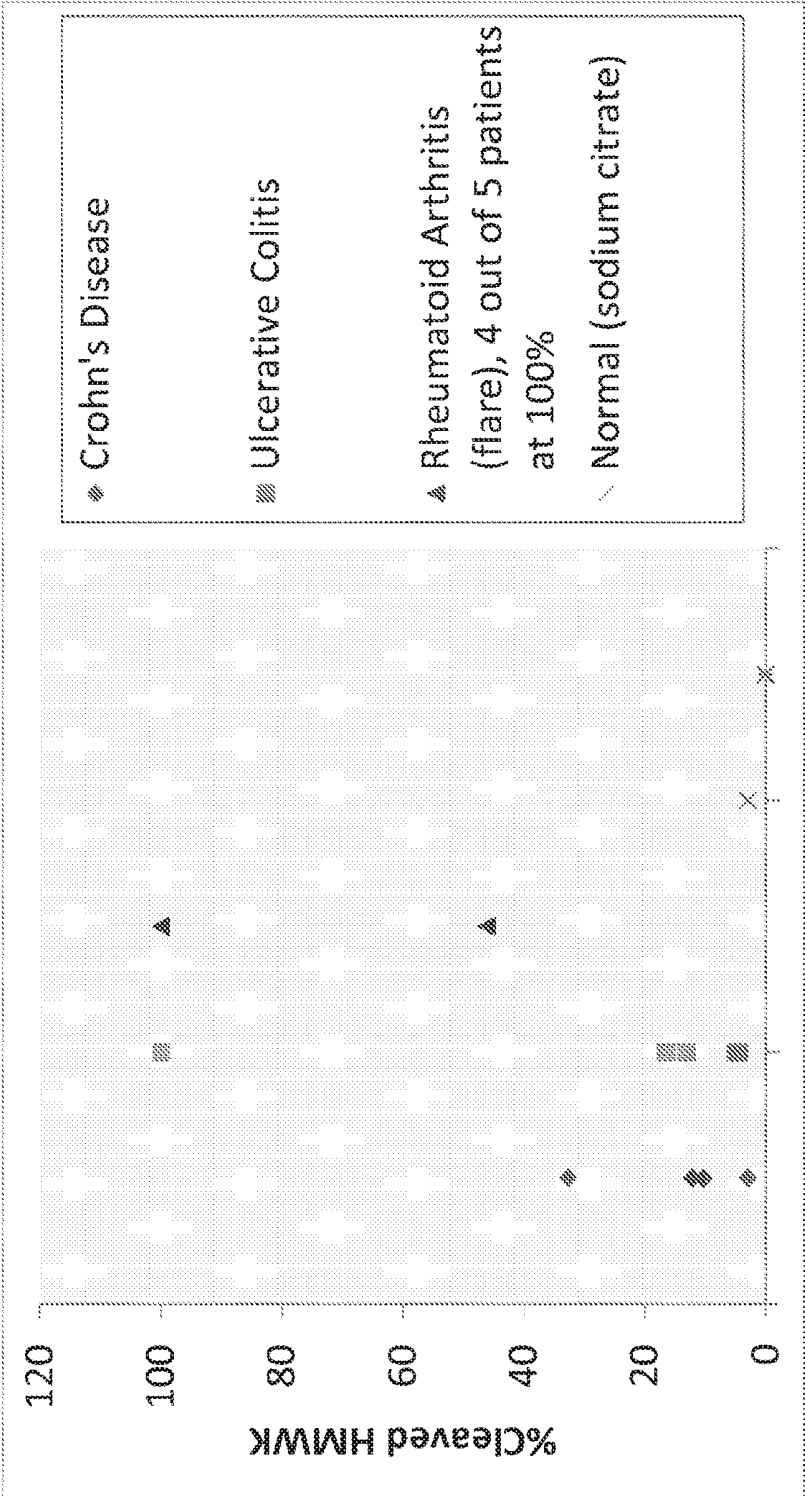 %Cleaved HMWK
120
100
80
60
40
20
0
Crohn's Disease
Ulcerative Colitis
Rheumatoid Arthritis
(flare), 4 out of 5 patients
at 100%
Normal (sodium citrate)